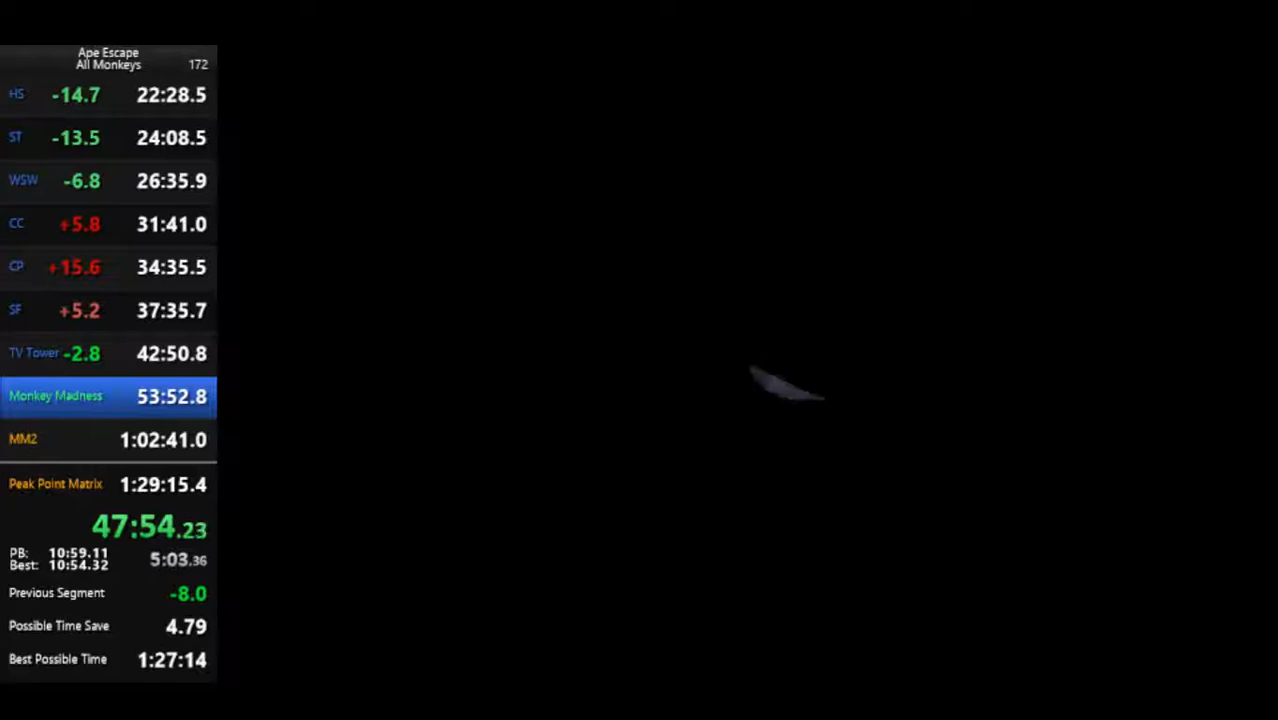 Ape Escape
All Monkeys 172
HS -14.7 22:28.5
ST -13.5 24:08.5
WSW -6.8 26:35.9
CC +5.8 31:41.0
CP +15.6 34:35.5
SF +5.2 37:35.7
TV Tower -2.8 42:50.8
Monkey Madness 53:52.8
MM2 1:02:41.0
Peak Point Matrix 1:29:15.4
47:54.23
PB: 10:59.11 5:03.36
Best: 10:54.32
Previous Segment -8.0
Possible Time Save 4.79
Best Possible Time 1:27:14